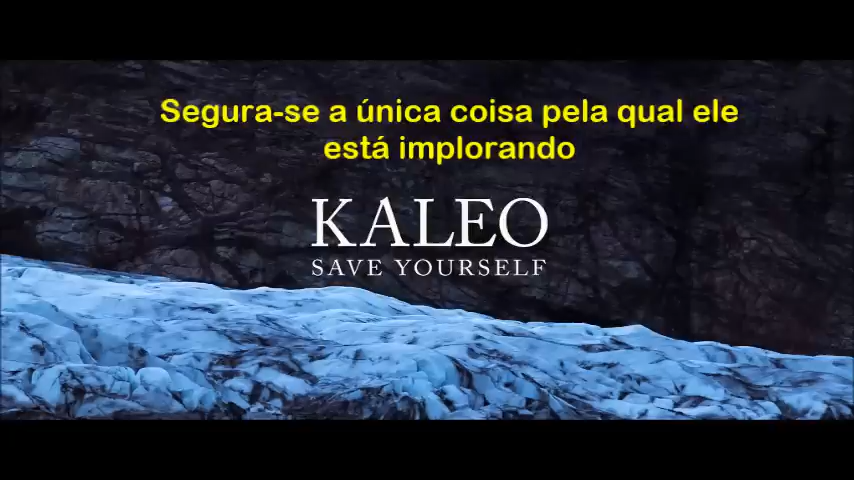 Segura-se a única coisa pela qual ele
está implorando
KALEO
SAVE YOURSELF